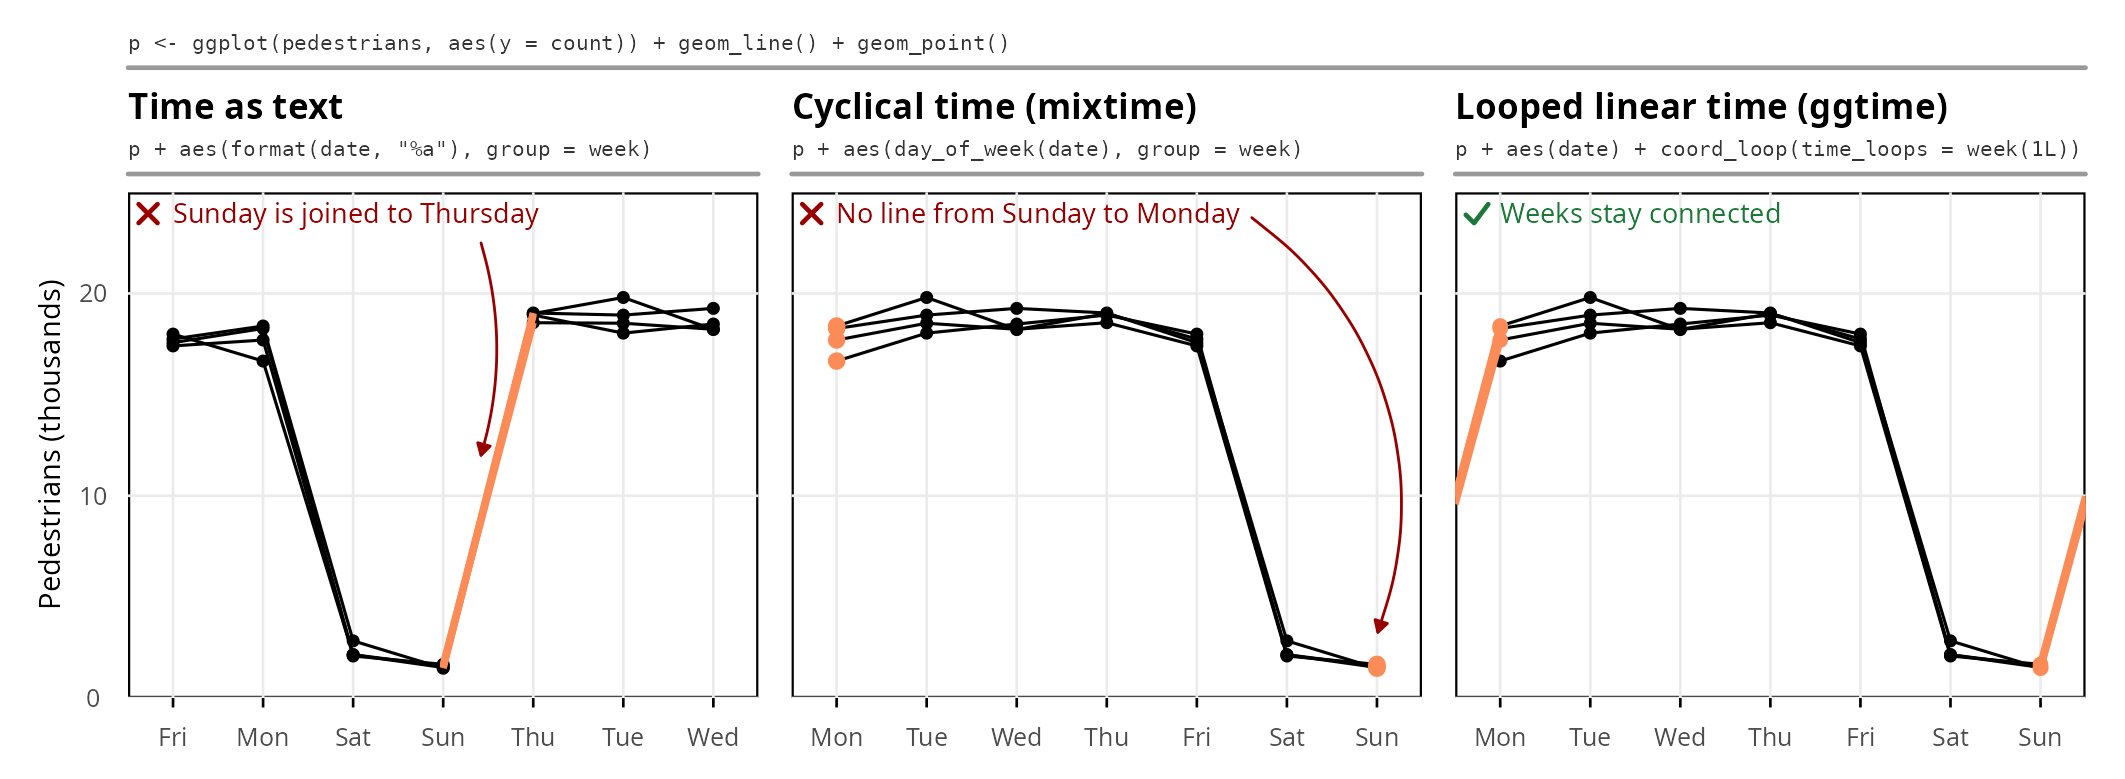 p <- ggplot(pedestrians, aes(y = count)) + geom_line() + geom_point()
Time as text
p + aes(format(date, "%a"), group = week)
Sunday is joined to Thursday
Pedestrians (thousands)
20
10
0
Fri Mon Sat Sun Thu Tue Wed
Cyclical time (mixtime)
p + aes(day_of_week(date), group = week)
No line from Sunday to Monday
Mon Tue Wed Thu Fri Sat Sun
Looped linear time (ggtime)
p + aes(date) + coord_loop(time_loops = week(1L))
Weeks stay connected
Mon Tue Wed Thu Fri Sat Sun